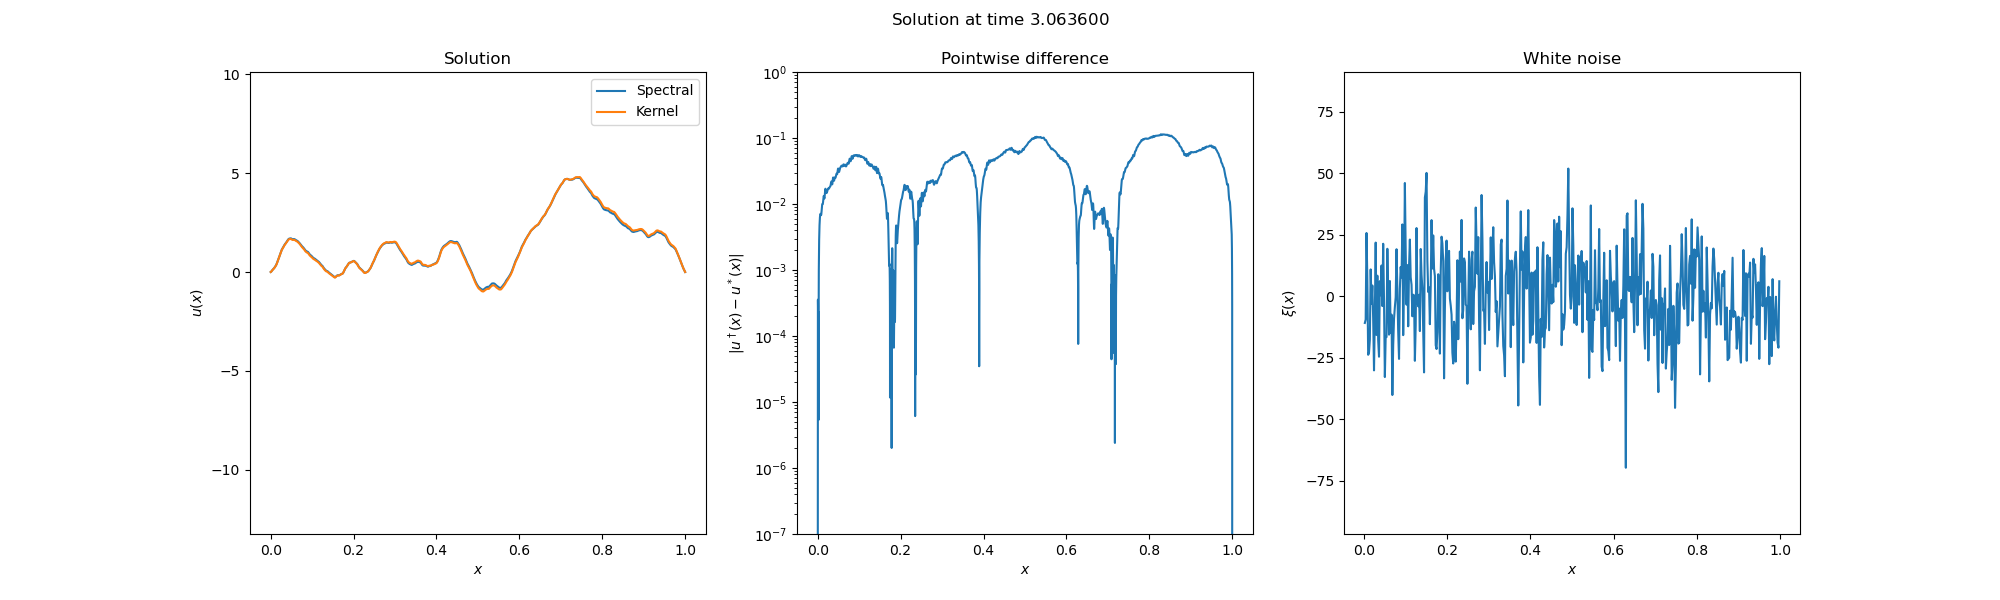 Solution at time 3.063600
Solution
10
5
0
−5
−10
u(x)
0.0 0.2 0.4 0.6 0.8 1.0
x
Spectral
Kernel
Pointwise difference
10⁰
10⁻¹
10⁻²
10⁻³
10⁻⁴
10⁻⁵
10⁻⁶
10⁻⁷
|u†(x) − u*(x)|
0.0 0.2 0.4 0.6 0.8 1.0
x
White noise
75
50
25
0
−25
−50
−75
ξ(x)
0.0 0.2 0.4 0.6 0.8 1.0
x